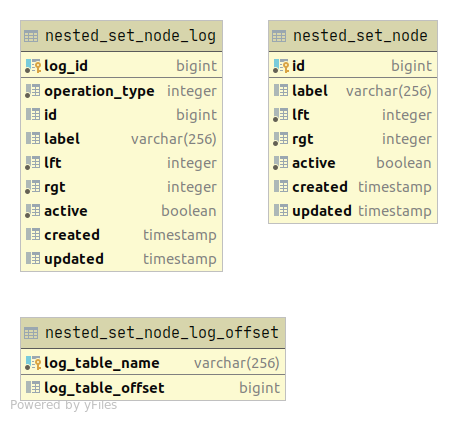 nested_set_node_log
log_id bigint
operation_type integer
id bigint
label varchar(256)
lft integer
rgt integer
active boolean
created timestamp
updated timestamp
nested_set_node
id bigint
label varchar(256)
lft integer
rgt integer
active boolean
created timestamp
updated timestamp
nested_set_node_log_offset
log_table_name varchar(256)
log_table_offset bigint
Powered by yFiles